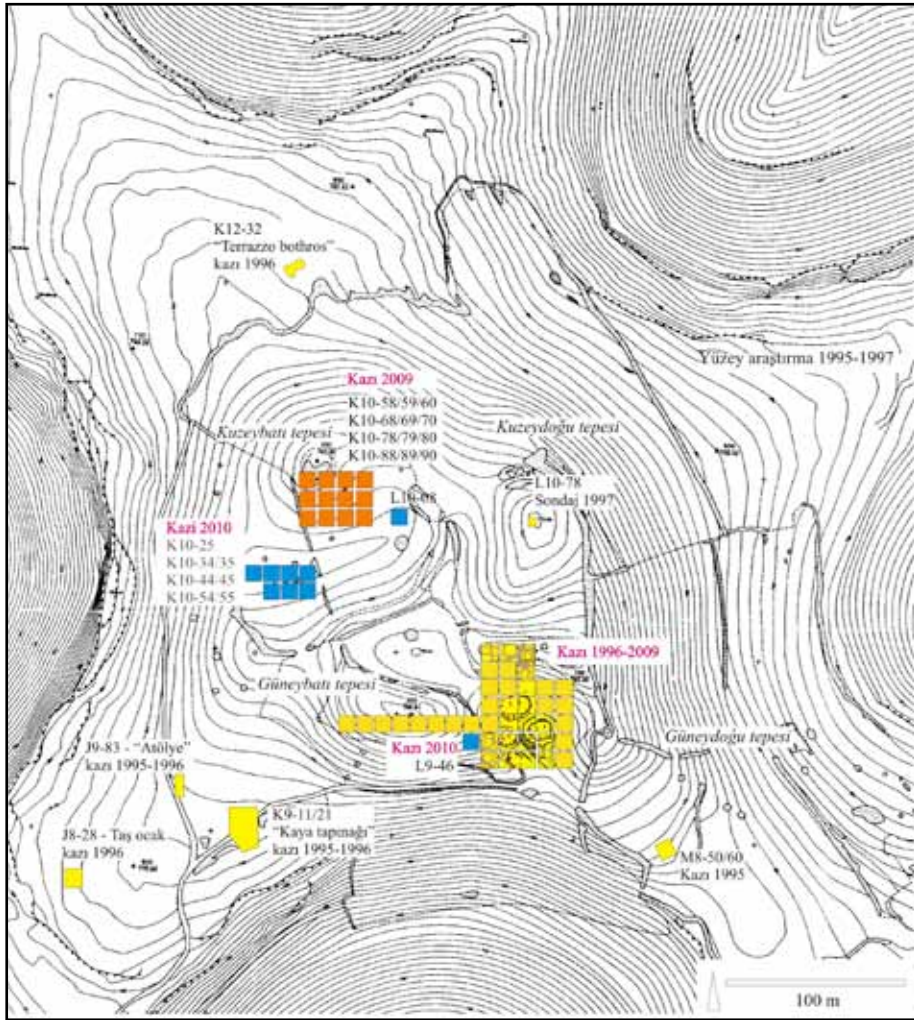 K12-32
“Terrazzo bothros”
kazı 1996
Yüzey araştırma 1995-1997
Kazı 2009
K10-58/59/60
K10-68/69/70
K10-78/79/80
K10-88/89/90
Kuzeybatı tepesi
Kuzeydoğu tepesi
L10-78
Sondaj 1997
L10-98
Kazi 2010
K10-25
K10-34/35
K10-44/45
K10-54/55
Kazı 1996-2009
Güneybatı tepesi
Güneydoğu tepesi
Kazı 2010
L9-46
J9-83 - “Atölye”
kazı 1995-1996
K9-11/21
“Kaya tapınağı”
kazı 1995-1996
J8-28 - Taş ocak
kazı 1996
M8-50/60
Kazı 1995
100 m